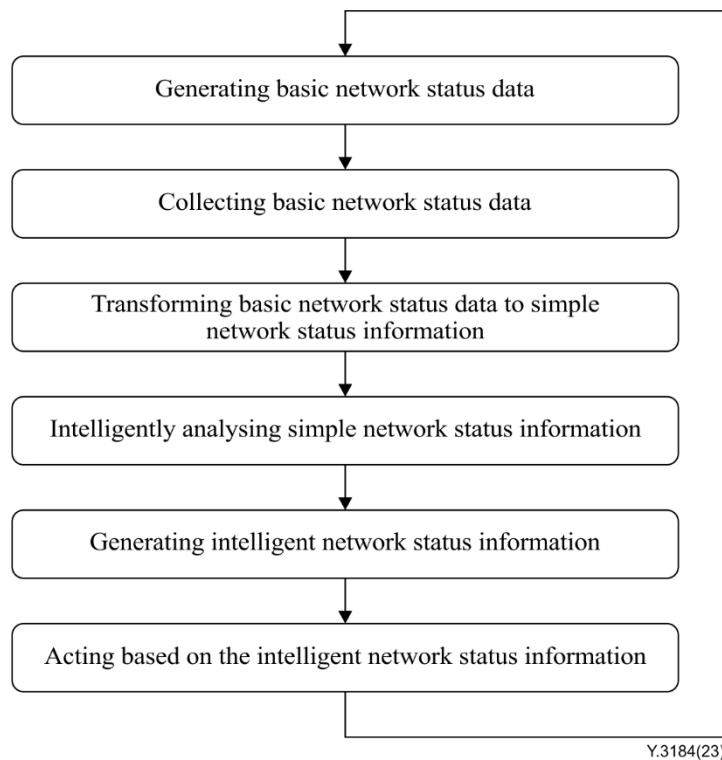 Generating basic network status data
Collecting basic network status data
Transforming basic network status data to simple
network status information
Intelligently analysing simple network status information
Generating intelligent network status information
Acting based on the intelligent network status information
Y.3184(23)